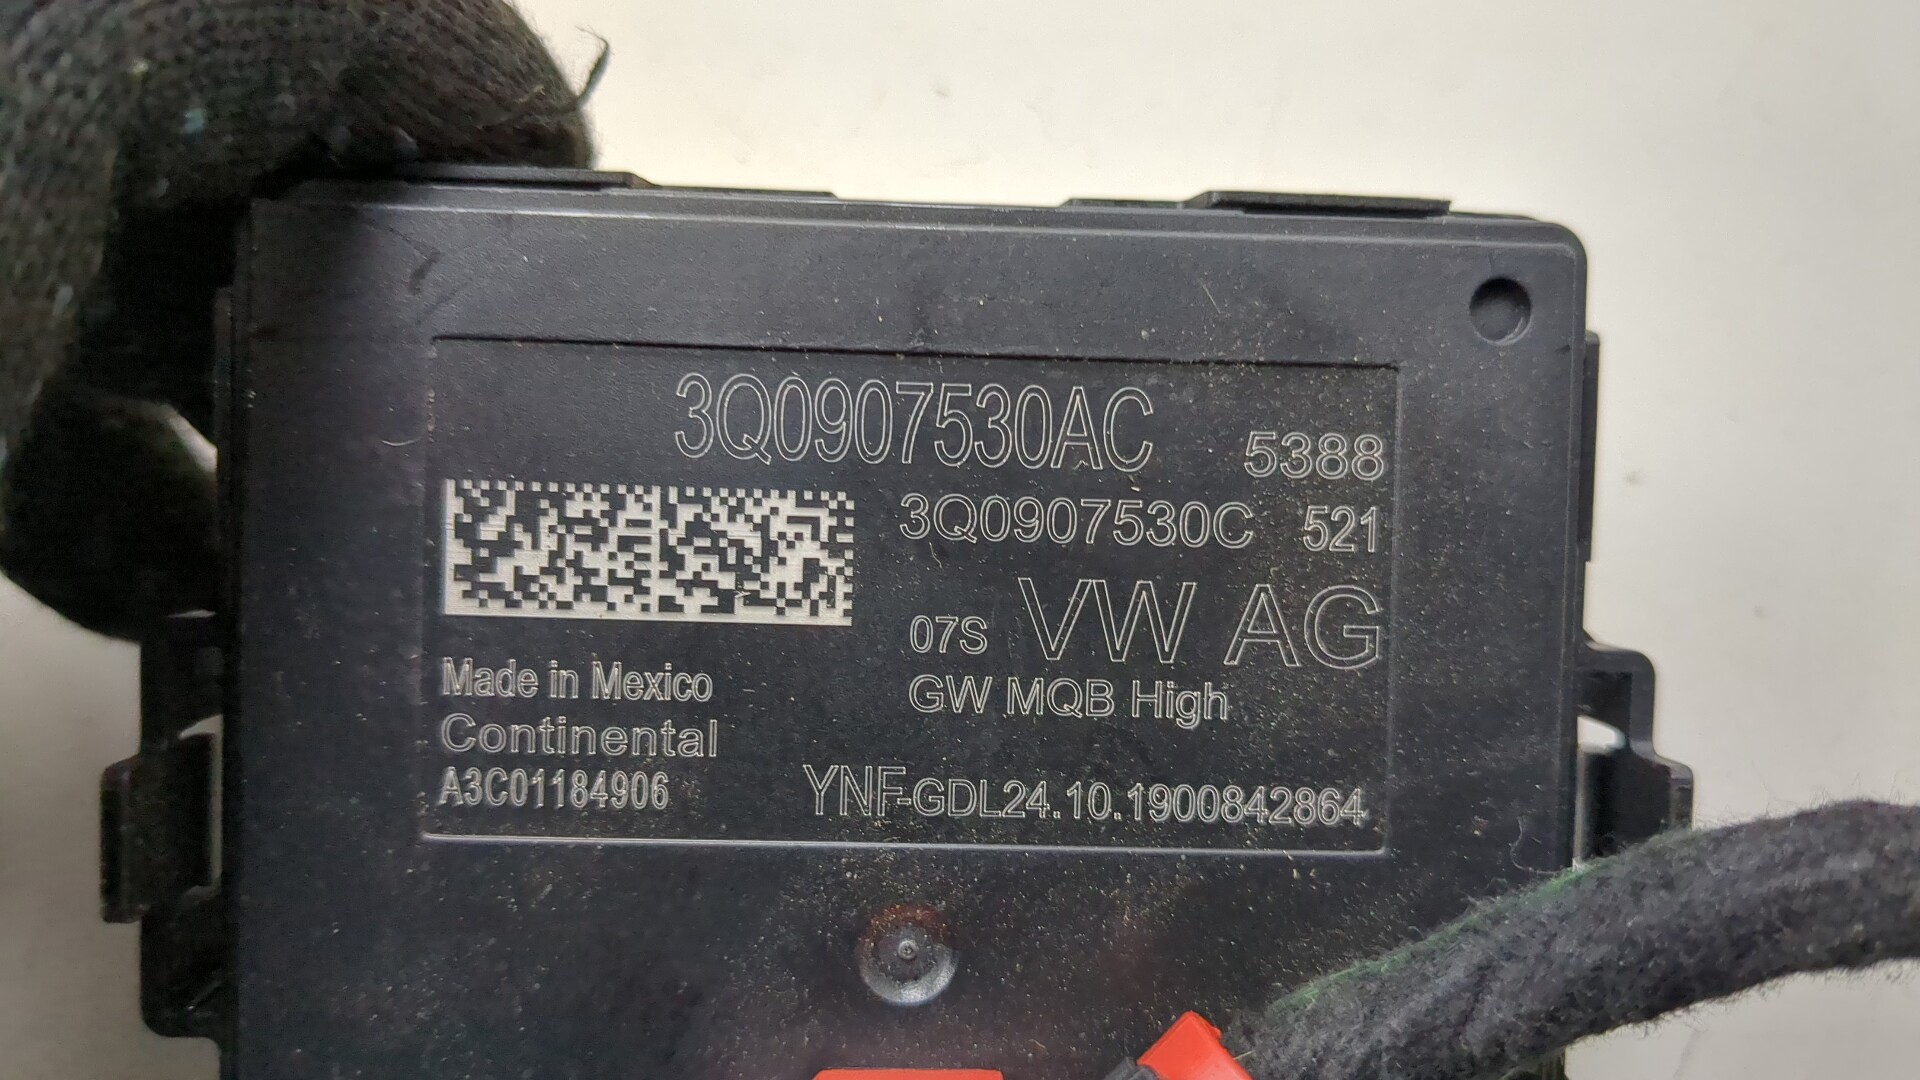 3Q0907530AC 5388
3Q0907530C 521
07S VW AG
GW MQB High
Made in Mexico
Continental
A3C01184906
YNF-GDL24.10.1900842864